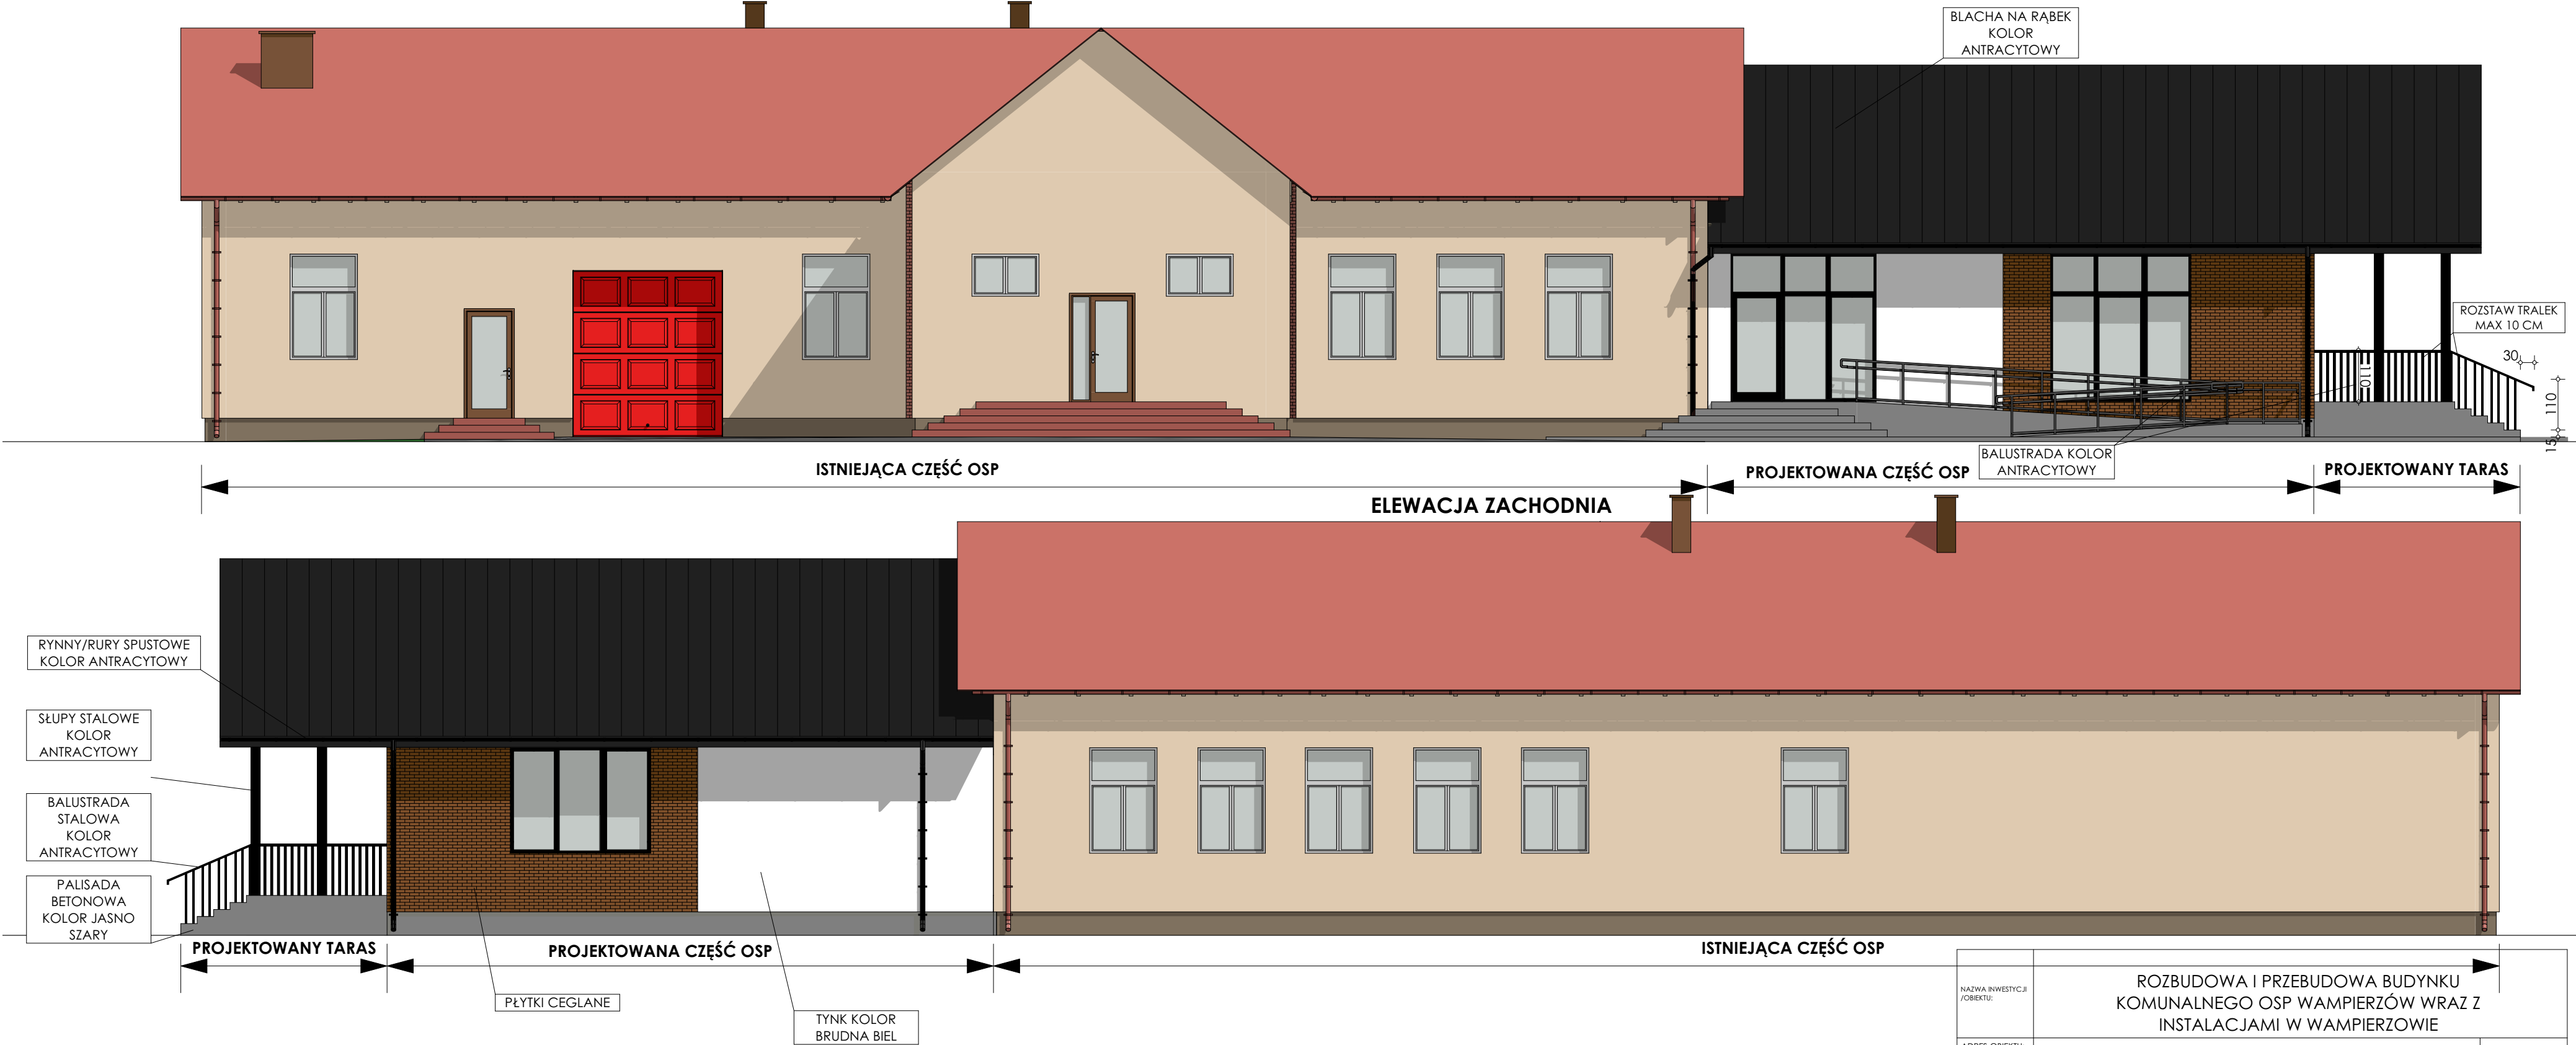 BLACHA NA RĄBEK
KOLOR
ANTRACYTOWY
ROZSTAW TRALEK
MAX 10 CM
30
110
110
15
BALUSTRADA KOLOR
ANTRACYTOWY
ISTNIEJĄCA CZĘŚĆ OSP
PROJEKTOWANA CZĘŚĆ OSP
PROJEKTOWANY TARAS
ELEWACJA ZACHODNIA
RYNNY/RURY SPUSTOWE
KOLOR ANTRACYTOWY
SŁUPY STALOWE
KOLOR
ANTRACYTOWY
BALUSTRADA
STALOWA
KOLOR
ANTRACYTOWY
PALISADA
BETONOWA
KOLOR JASNO
SZARY
PROJEKTOWANY TARAS
PROJEKTOWANA CZĘŚĆ OSP
ISTNIEJĄCA CZĘŚĆ OSP
PŁYTKI CEGLANE
TYNK KOLOR
BRUDNA BIEL
NAZWA INWESTYCJI
/OBIEKTU:
ROZBUDOWA I PRZEBUDOWA BUDYNKU
KOMUNALNEGO OSP WAMPIERZÓW WRAZ Z
INSTALACJAMI W WAMPIERZOWIE